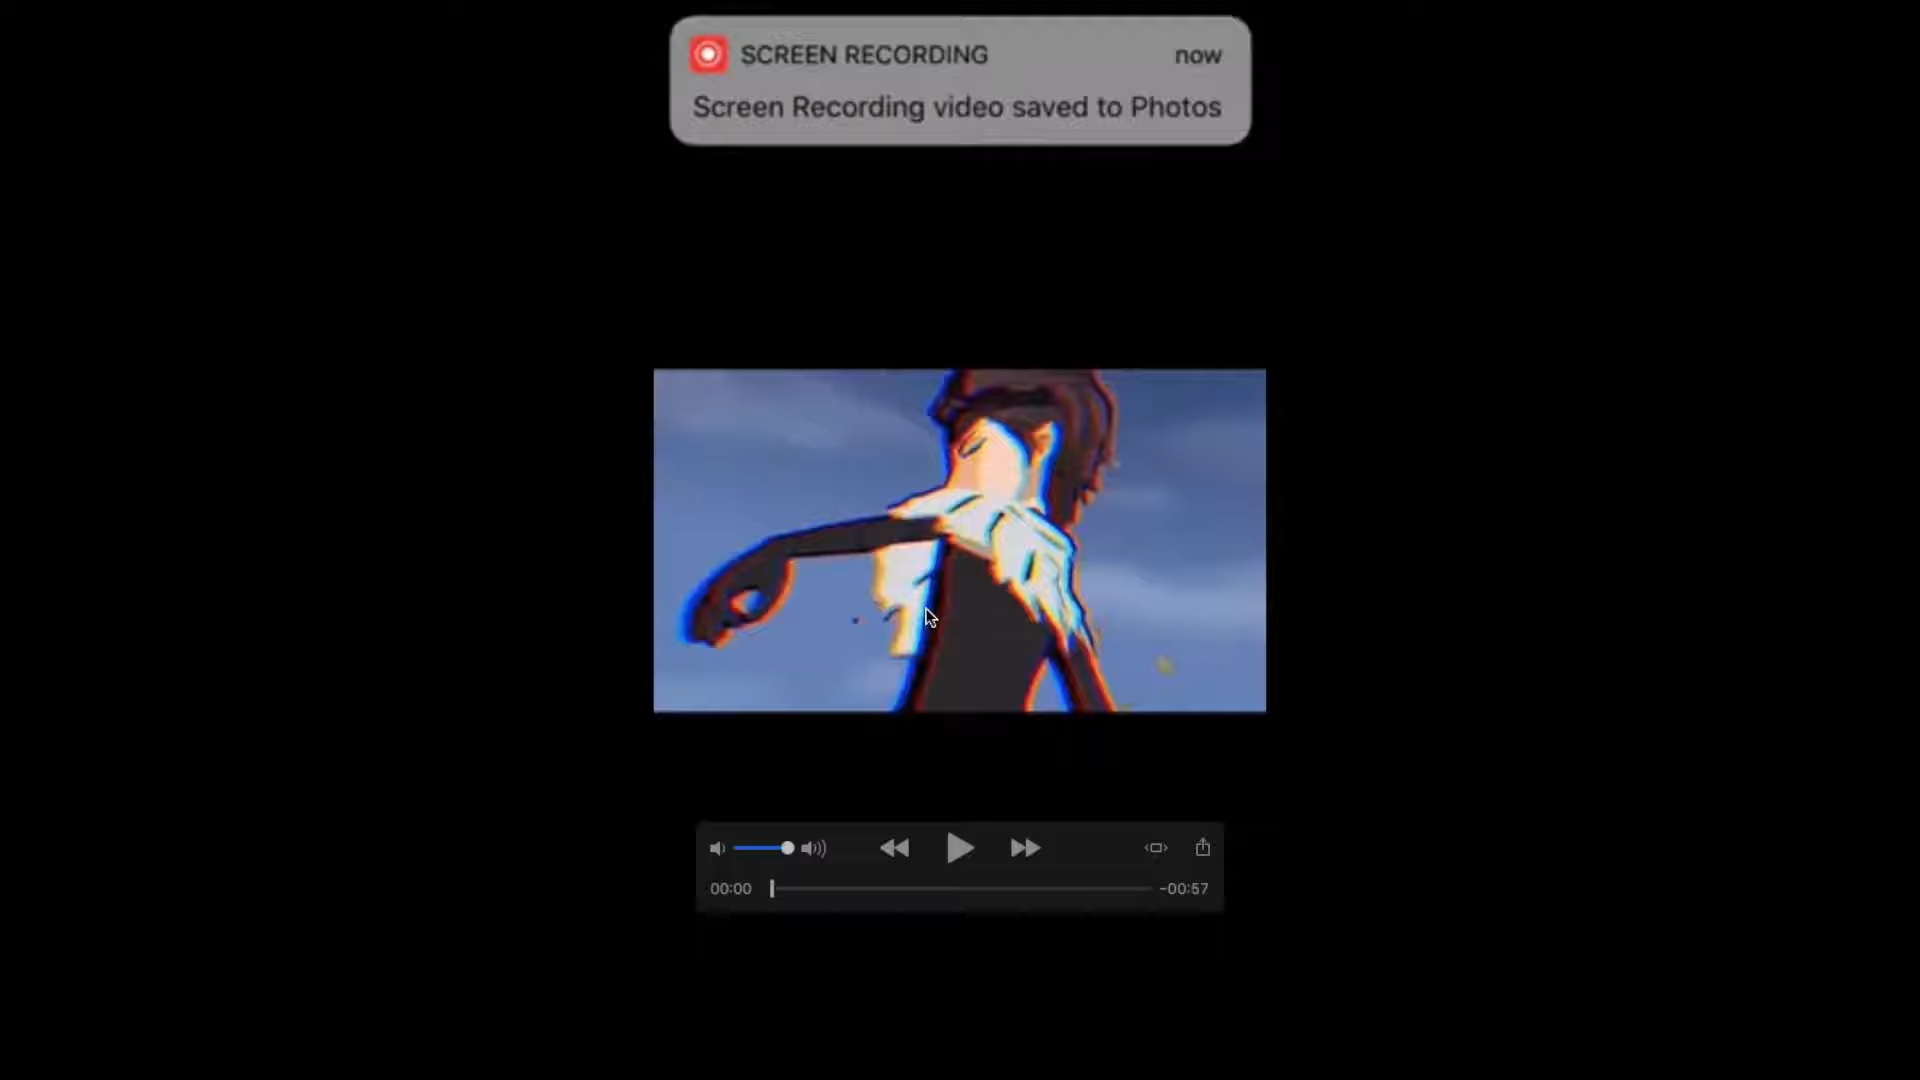 SCREEN RECORDING now
Screen Recording video saved to Photos
00:00 -00:57